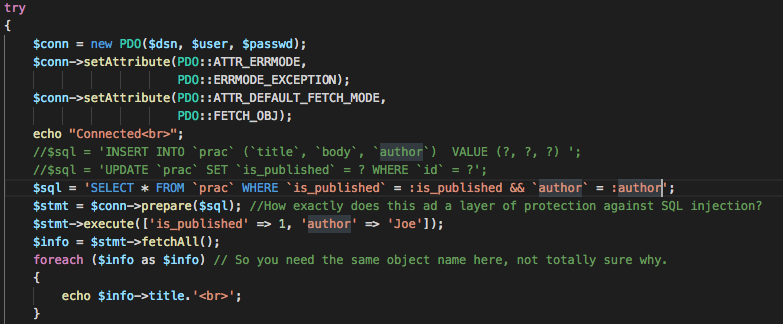 try
{
    $conn = new PDO($dsn, $user, $passwd);
    $conn->setAttribute(PDO::ATTR_ERRMODE,
                        PDO::ERRMODE_EXCEPTION);
    $conn->setAttribute(PDO::ATTR_DEFAULT_FETCH_MODE,
                        PDO::FETCH_OBJ);
    echo "Connected<br>";
    //$sql = 'INSERT INTO `prac` (`title`, `body`, `author`)  VALUE (?, ?, ?) ';
    //$sql = 'UPDATE `prac` SET `is_published` = ? WHERE `id` = ?';
    $sql = 'SELECT * FROM `prac` WHERE `is_published` = :is_published && `author` = :author';
    $stmt = $conn->prepare($sql); //How exactly does this ad a layer of protection against SQL injection?
    $stmt->execute(['is_published' => 1, 'author' => 'Joe']);
    $info = $stmt->fetchAll();
    foreach ($info as $info) // So you need the same object name here, not totally sure why.
    {
        echo $info->title.'<br>';
    }